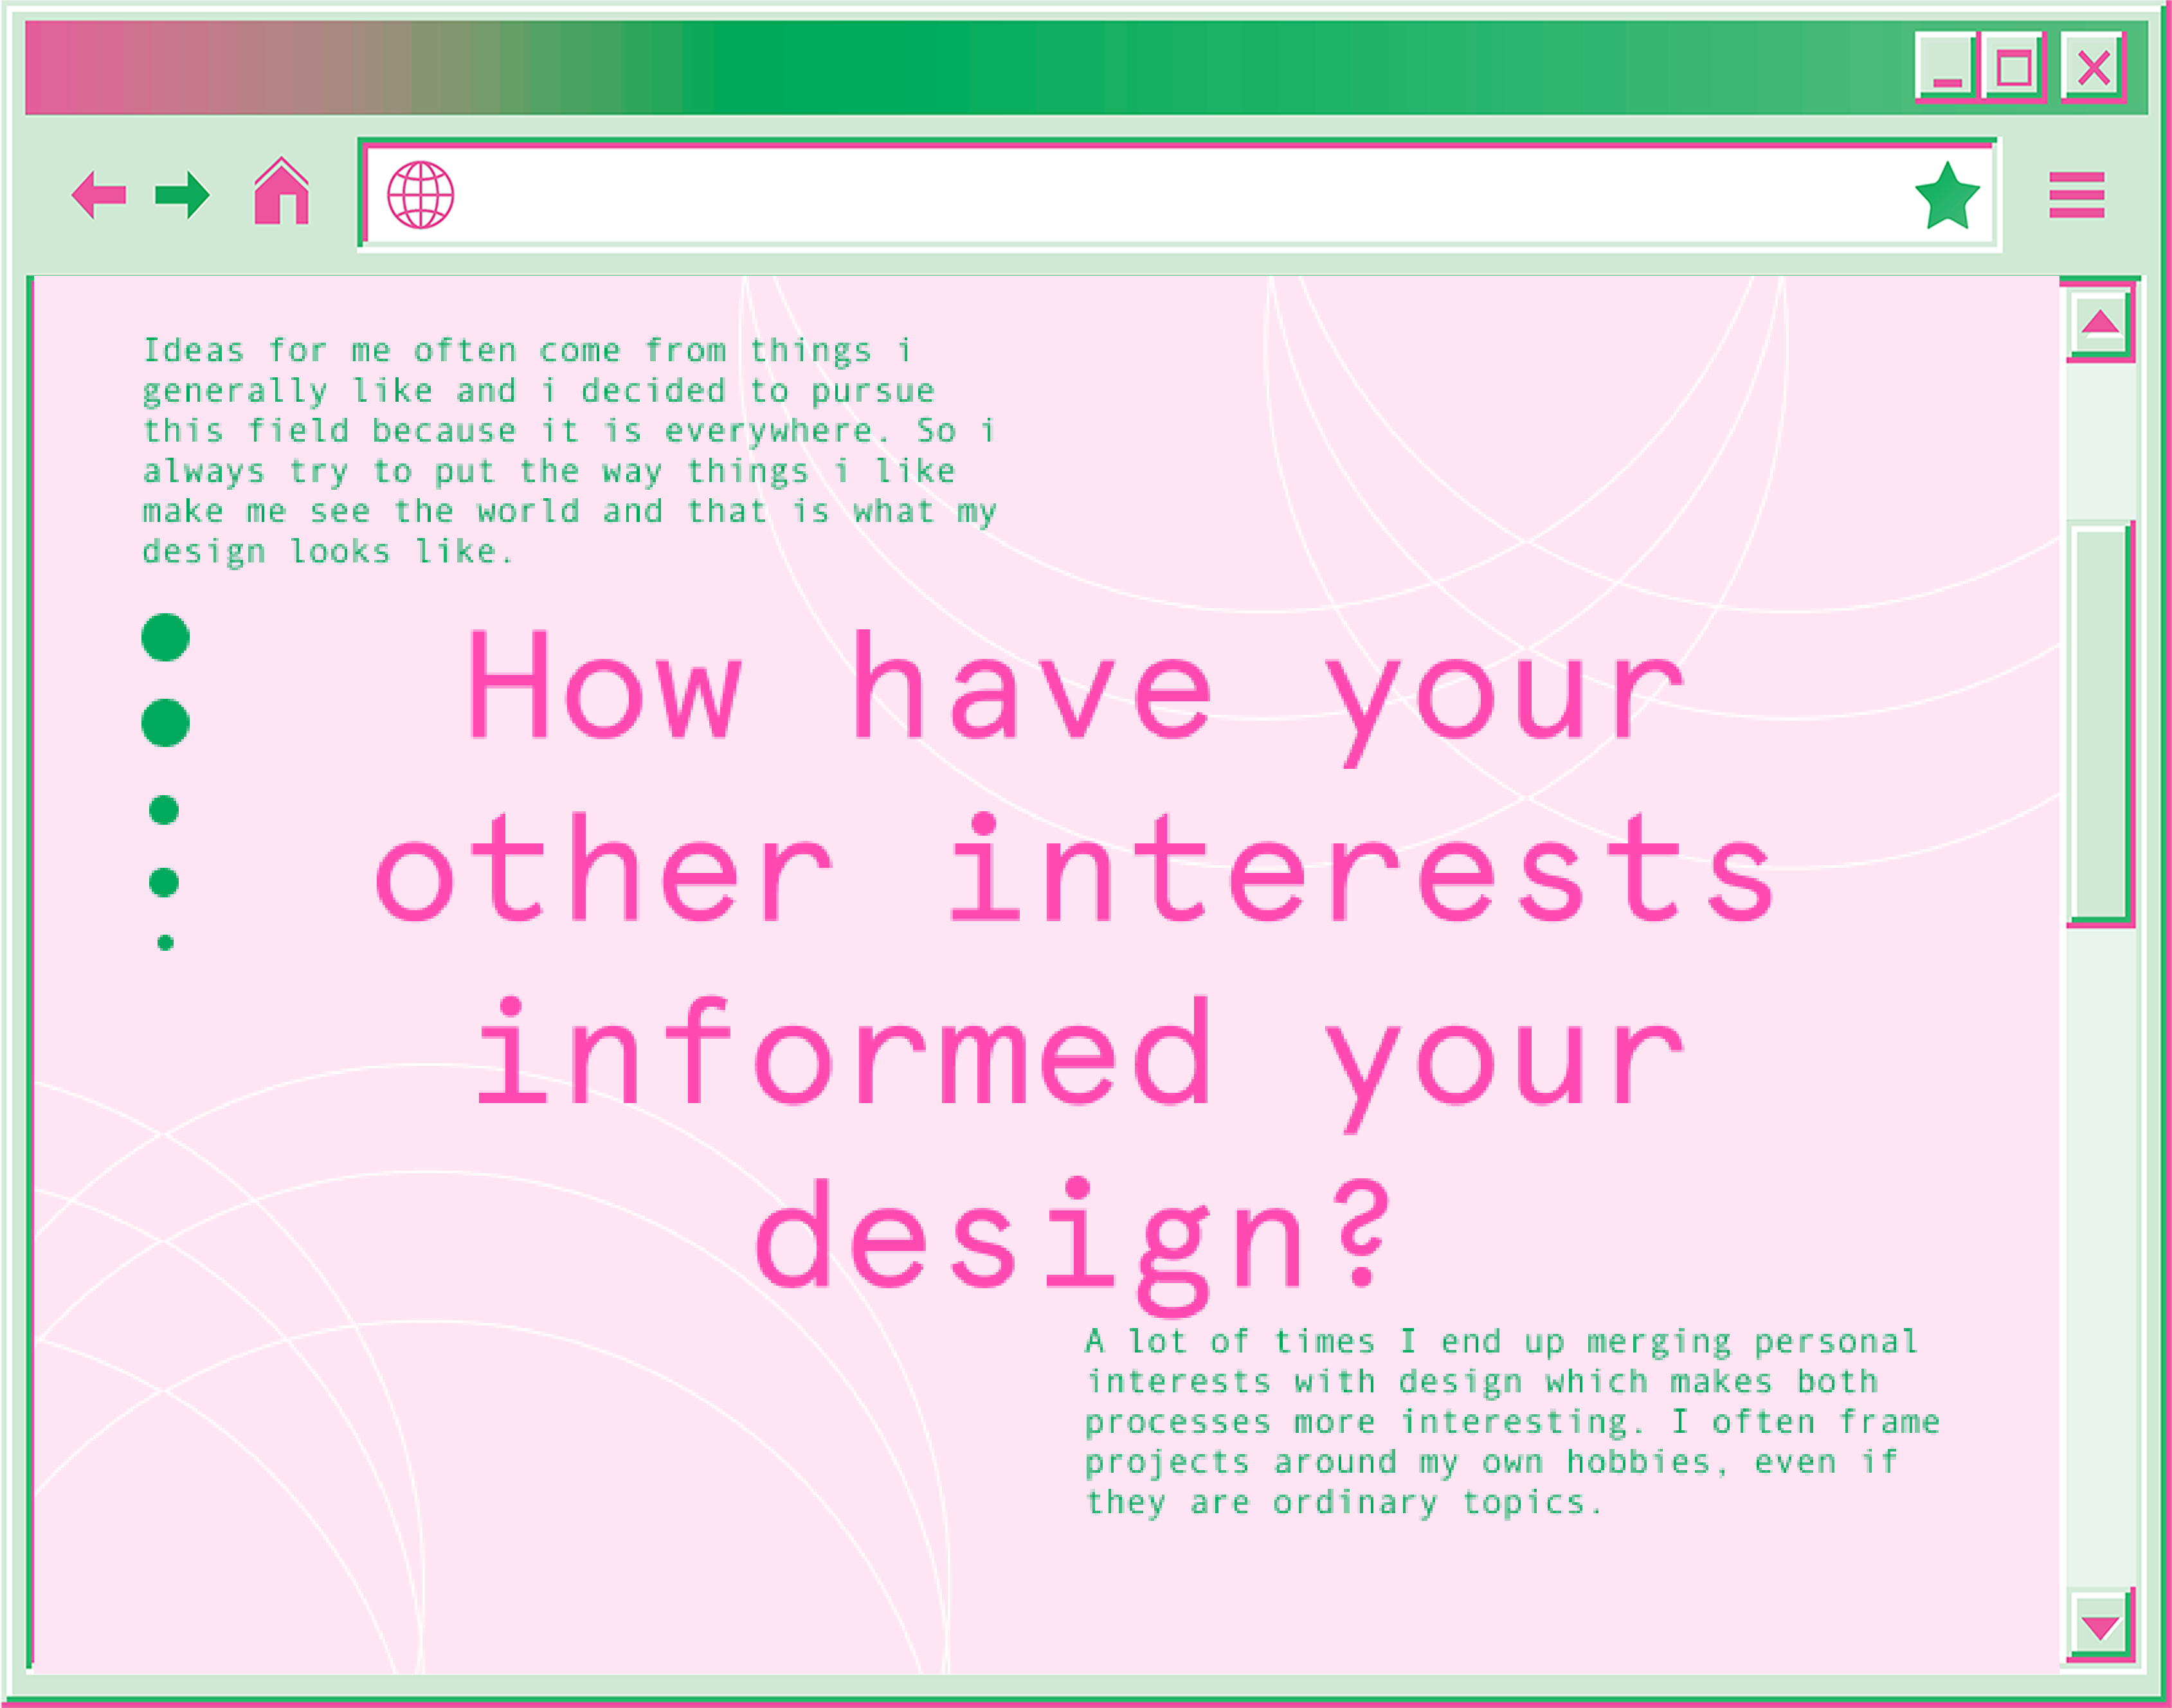 Ideas for me often come from things i
generally like and i decided to pursue
this field because it is everywhere. So i
always try to put the way things i like
make me see the world and that is what my
design looks like.
How have your
other interests
informed your
design?
A lot of times I end up merging personal
interests with design which makes both
processes more interesting. I often frame
projects around my own hobbies, even if
they are ordinary topics.